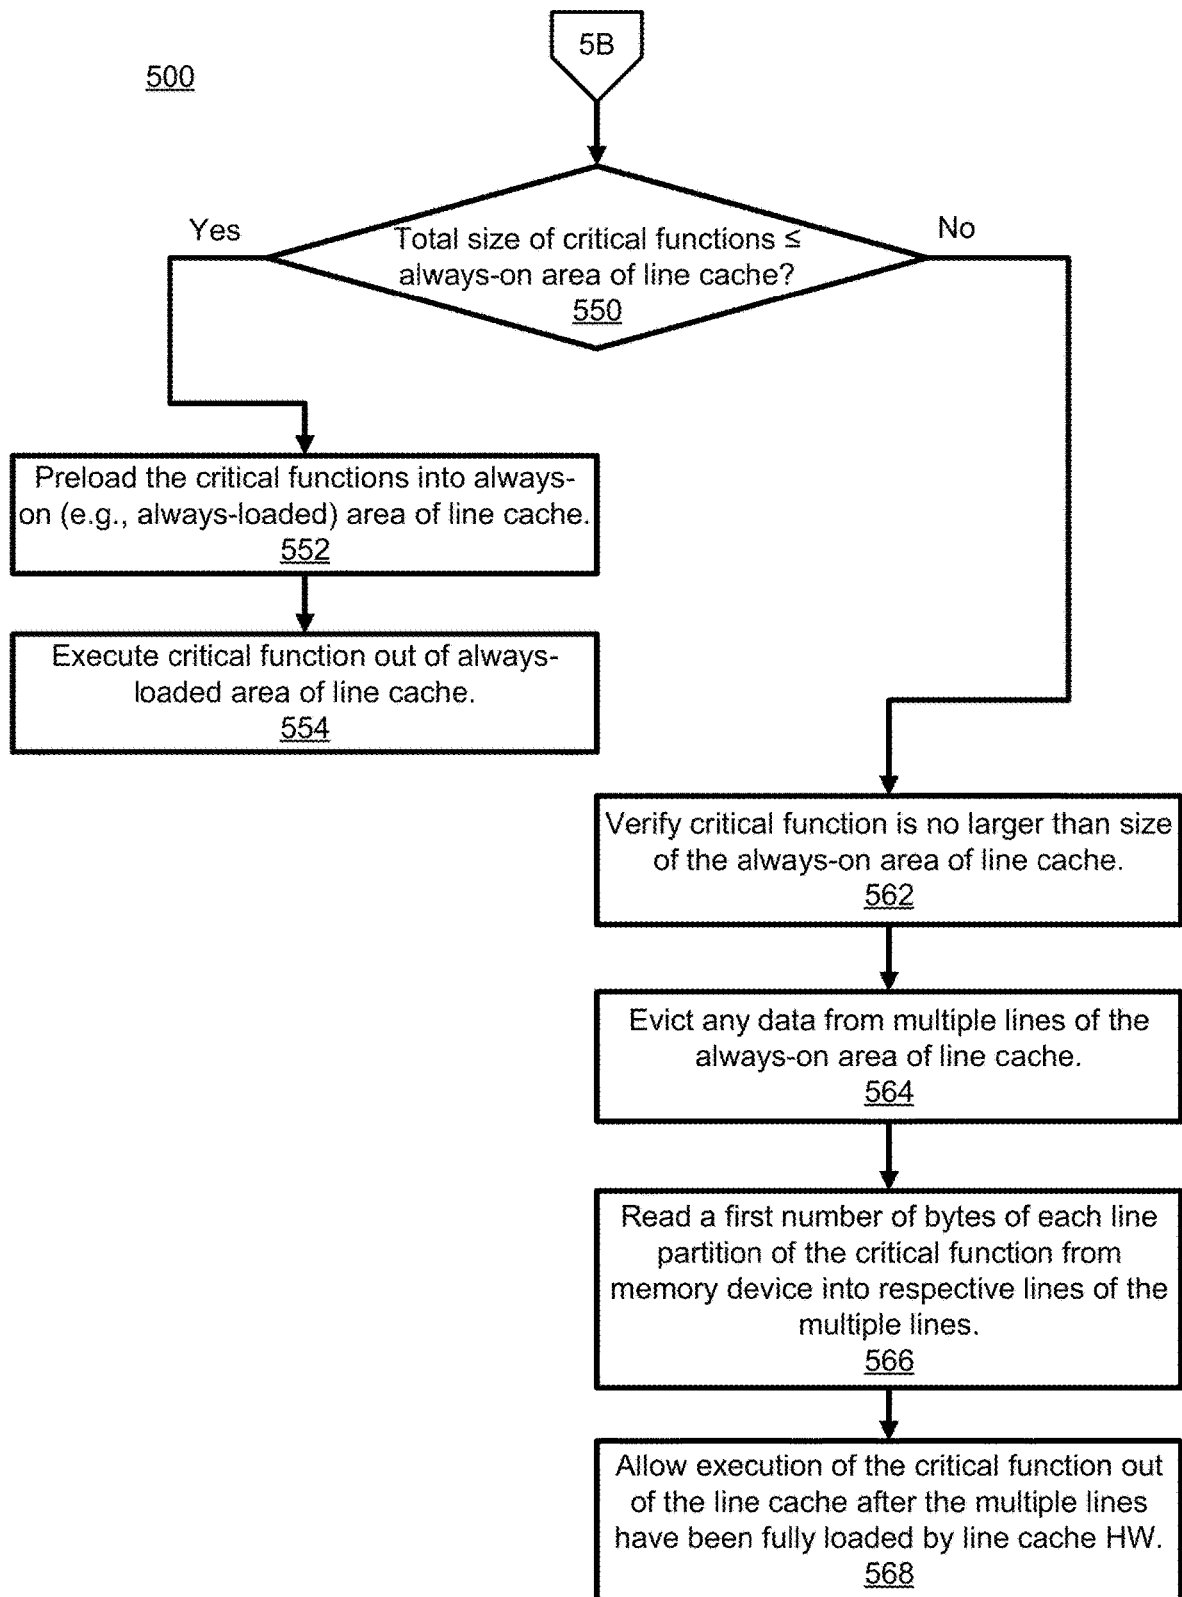 5B
500
Yes
No
Total size of critical functions ≤
always-on area of line cache?
550
Preload the critical functions into always-
on (e.g., always-loaded) area of line cache.
552
Execute critical function out of always-
loaded area of line cache.
554
Verify critical function is no larger than size
of the always-on area of line cache.
562
Evict any data from multiple lines of the
always-on area of line cache.
564
Read a first number of bytes of each line
partition of the critical function from
memory device into respective lines of the
multiple lines.
566
Allow execution of the critical function out
of the line cache after the multiple lines
have been fully loaded by line cache HW.
568